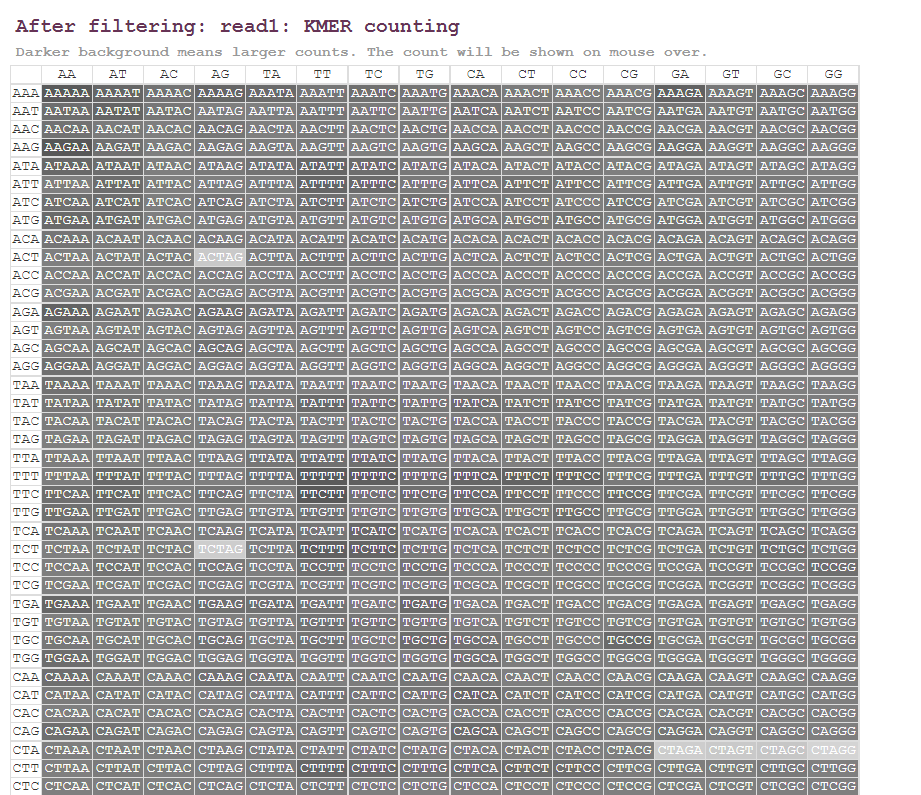 After filtering: read1: KMER counting
Darker background means larger counts. The count will be shown on mouse over.
AA AT AC AG TA TT TC TG CA CT CC CG GA GT GC GG
AAA AAAAA AAAAT AAAAC AAAAG AAATA AAATT AAATC AAATG AAACA AAACT AAACC AAACG AAAGA AAAGT AAAGC AAAGG
AAT AATAA AATAT AATAC AATAG AATTA AATTT AATTC AATTG AATCA AATCT AATCC AATCG AATGA AATGT AATGC AATGG
AAC AACAA AACAT AACAC AACAG AACTA AACTT AACTC AACTG AACCA AACCT AACCC AACCG AACGA AACGT AACGC AACGG
AAG AAGAA AAGAT AAGAC AAGAG AAGTA AAGTT AAGTC AAGTG AAGCA AAGCT AAGCC AAGCG AAGGA AAGGT AAGGC AAGGG
ATA ATAAA ATAAT ATAAC ATAAG ATATA ATATT ATATC ATATG ATACA ATACT ATACC ATACG ATAGA ATAGT ATAGC ATAGG
ATT ATTAA ATTAT ATTAC ATTAG ATTTA ATTTT ATTTC ATTTG ATTCA ATTCT ATTCC ATTCG ATTGA ATTGT ATTGC ATTGG
ATC ATCAA ATCAT ATCAC ATCAG ATCTA ATCTT ATCTC ATCTG ATCCA ATCCT ATCCC ATCCG ATCGA ATCGT ATCGC ATCGG
ATG ATGAA ATGAT ATGAC ATGAG ATGTA ATGTT ATGTC ATGTG ATGCA ATGCT ATGCC ATGCG ATGGA ATGGT ATGGC ATGGG
ACA ACAAA ACAAT ACAAC ACAAG ACATA ACATT ACATC ACATG ACACA ACACT ACACC ACACG ACAGA ACAGT ACAGC ACAGG
ACT ACTAA ACTAT ACTAC ACTAG ACTTA ACTTT ACTTC ACTTG ACTCA ACTCT ACTCC ACTCG ACTGA ACTGT ACTGC ACTGG
ACC ACCAA ACCAT ACCAC ACCAG ACCTA ACCTT ACCTC ACCTG ACCCA ACCCT ACCCC ACCCG ACCGA ACCGT ACCGC ACCGG
ACG ACGAA ACGAT ACGAC ACGAG ACGTA ACGTT ACGTC ACGTG ACGCA ACGCT ACGCC ACGCG ACGGA ACGGT ACGGC ACGGG
AGA AGAAA AGAAT AGAAC AGAAG AGATA AGATT AGATC AGATG AGACA AGACT AGACC AGACG AGAGA AGAGT AGAGC AGAGG
AGT AGTAA AGTAT AGTAC AGTAG AGTTA AGTTT AGTTC AGTTG AGTCA AGTCT AGTCC AGTCG AGTGA AGTGT AGTGC AGTGG
AGC AGCAA AGCAT AGCAC AGCAG AGCTA AGCTT AGCTC AGCTG AGCCA AGCCT AGCCC AGCCG AGCGA AGCGT AGCGC AGCGG
AGG AGGAA AGGAT AGGAC AGGAG AGGTA AGGTT AGGTC AGGTG AGGCA AGGCT AGGCC AGGCG AGGGA AGGGT AGGGC AGGGG
TAA TAAAA TAAAT TAAAC TAAAG TAATA TAATT TAATC TAATG TAACA TAACT TAACC TAACG TAAGA TAAGT TAAGC TAAGG
TAT TATAA TATAT TATAC TATAG TATTA TATTT TATTC TATTG TATCA TATCT TATCC TATCG TATGA TATGT TATGC TATGG
TAC TACAA TACAT TACAC TACAG TACTA TACTT TACTC TACTG TACCA TACCT TACCC TACCG TACGA TACGT TACGC TACGG
TAG TAGAA TAGAT TAGAC TAGAG TAGTA TAGTT TAGTC TAGTG TAGCA TAGCT TAGCC TAGCG TAGGA TAGGT TAGGC TAGGG
TTA TTAAA TTAAT TTAAC TTAAG TTATA TTATT TTATC TTATG TTACA TTACT TTACC TTACG TTAGA TTAGT TTAGC TTAGG
TTT TTTAA TTTAT TTTAC TTTAG TTTTA TTTTT TTTTC TTTTG TTTCA TTTCT TTTCC TTTCG TTTGA TTTGT TTTGC TTTGG
TTC TTCAA TTCAT TTCAC TTCAG TTCTA TTCTT TTCTC TTCTG TTCCA TTCCT TTCCC TTCCG TTCGA TTCGT TTCGC TTCGG
TTG TTGAA TTGAT TTGAC TTGAG TTGTA TTGTT TTGTC TTGTG TTGCA TTGCT TTGCC TTGCG TTGGA TTGGT TTGGC TTGGG
TCA TCAAA TCAAT TCAAC TCAAG TCATA TCATT TCATC TCATG TCACA TCACT TCACC TCACG TCAGA TCAGT TCAGC TCAGG
TCT TCTAA TCTAT TCTAC TCTAG TCTTA TCTTT TCTTC TCTTG TCTCA TCTCT TCTCC TCTCG TCTGA TCTGT TCTGC TCTGG
TCC TCCAA TCCAT TCCAC TCCAG TCCTA TCCTT TCCTC TCCTG TCCCA TCCCT TCCCC TCCCG TCCGA TCCGT TCCGC TCCGG
TCG TCGAA TCGAT TCGAC TCGAG TCGTA TCGTT TCGTC TCGTG TCGCA TCGCT TCGCC TCGCG TCGGA TCGGT TCGGC TCGGG
TGA TGAAA TGAAT TGAAC TGAAG TGATA TGATT TGATC TGATG TGACA TGACT TGACC TGACG TGAGA TGAGT TGAGC TGAGG
TGT TGTAA TGTAT TGTAC TGTAG TGTTA TGTTT TGTTC TGTTG TGTCA TGTCT TGTCC TGTCG TGTGA TGTGT TGTGC TGTGG
TGC TGCAA TGCAT TGCAC TGCAG TGCTA TGCTT TGCTC TGCTG TGCCA TGCCT TGCCC TGCCG TGCGA TGCGT TGCGC TGCGG
TGG TGGAA TGGAT TGGAC TGGAG TGGTA TGGTT TGGTC TGGTG TGGCA TGGCT TGGCC TGGCG TGGGA TGGGT TGGGC TGGGG
CAA CAAAA CAAAT CAAAC CAAAG CAATA CAATT CAATC CAATG CAACA CAACT CAACC CAACG CAAGA CAAGT CAAGC CAAGG
CAT CATAA CATAT CATAC CATAG CATTA CATTT CATTC CATTG CATCA CATCT CATCC CATCG CATGA CATGT CATGC CATGG
CAC CACAA CACAT CACAC CACAG CACTA CACTT CACTC CACTG CACCA CACCT CACCC CACCG CACGA CACGT CACGC CACGG
CAG CAGAA CAGAT CAGAC CAGAG CAGTA CAGTT CAGTC CAGTG CAGCA CAGCT CAGCC CAGCG CAGGA CAGGT CAGGC CAGGG
CTA CTAAA CTAAT CTAAC CTAAG CTATA CTATT CTATC CTATG CTACA CTACT CTACC CTACG CTAGA CTAGT CTAGC CTAGG
CTT CTTAA CTTAT CTTAC CTTAG CTTTA CTTTT CTTTC CTTTG CTTCA CTTCT CTTCC CTTCG CTTGA CTTGT CTTGC CTTGG
CTC CTCAA CTCAT CTCAC CTCAG CTCTA CTCTT CTCTC CTCTG CTCCA CTCCT CTCCC CTCCG CTCGA CTCGT CTCGC CTCGG